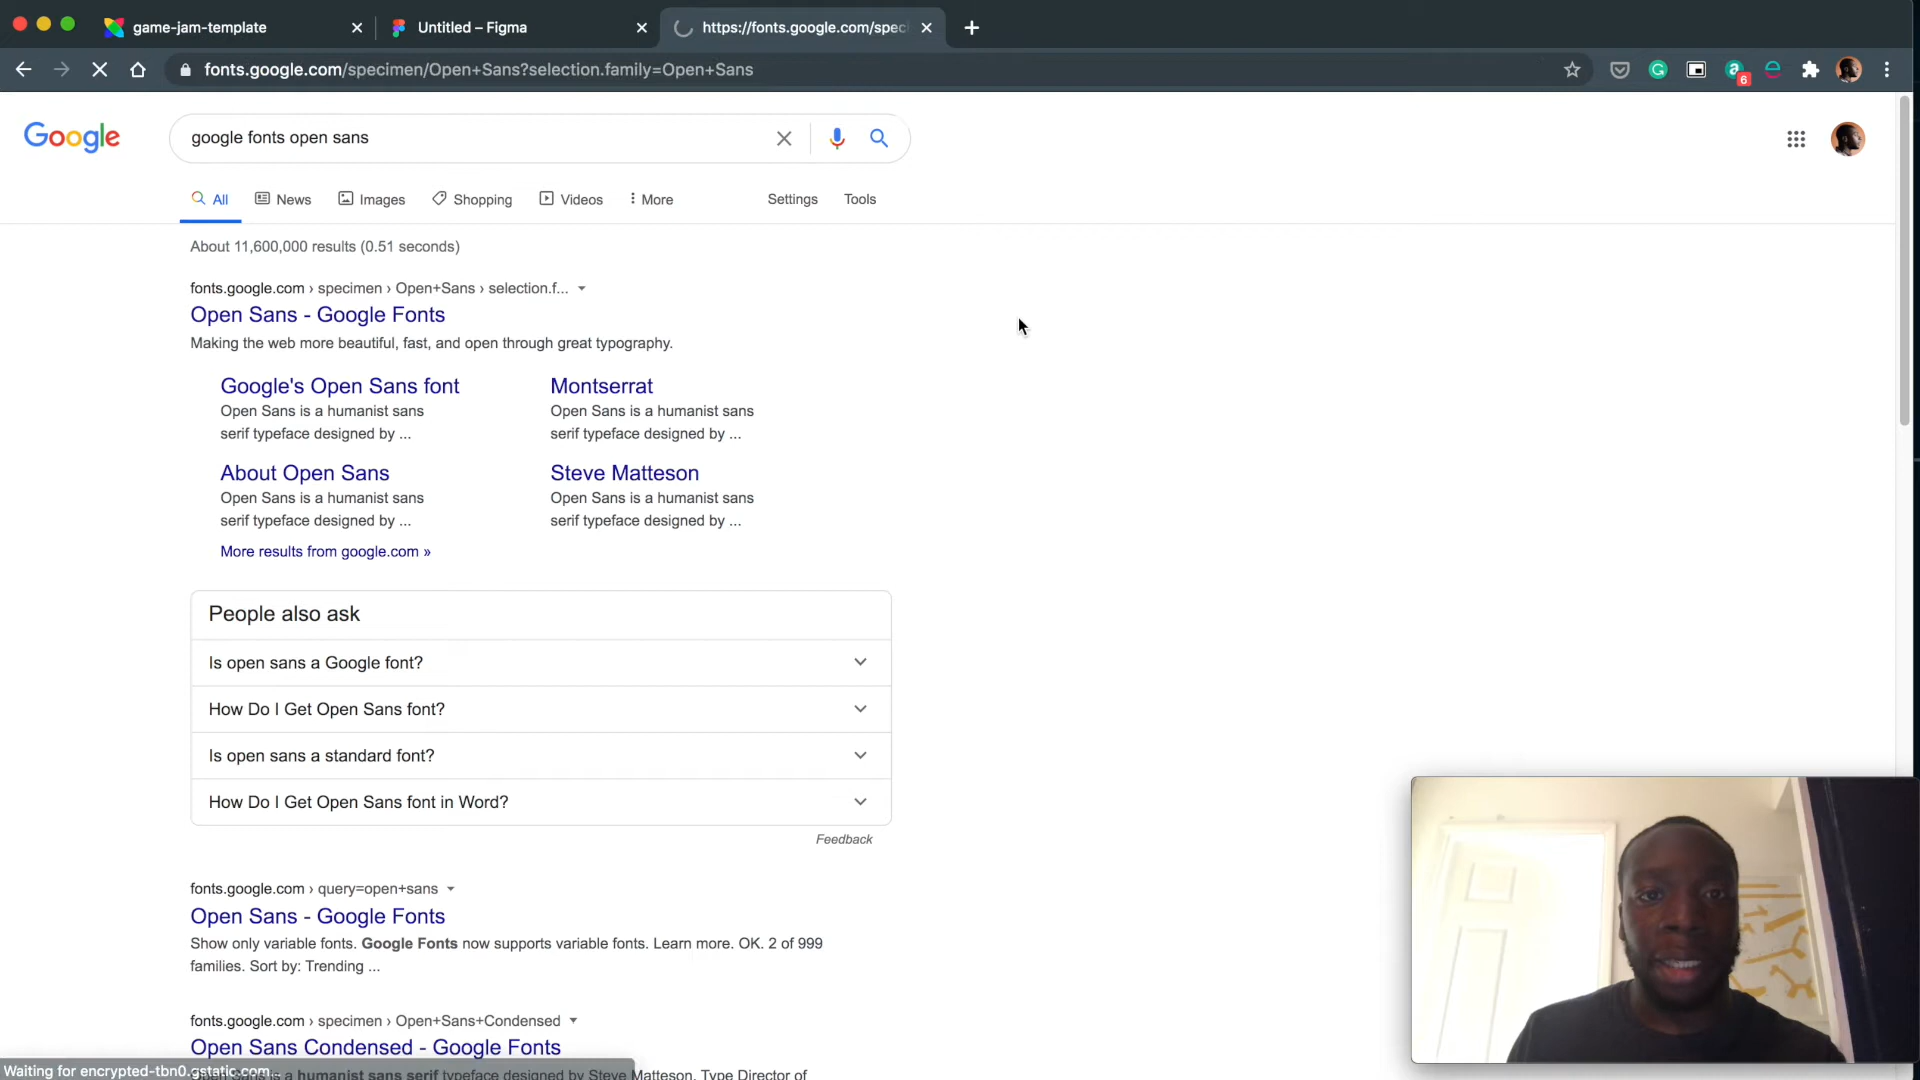 game-jam-template
Untitled – Figma
https://fonts.google.com/spec
fonts.google.com/specimen/Open+Sans?selection.family=Open+Sans
6
Google
google fonts open sans
All
News
Images
Shopping
Videos
More
Settings
Tools
About 11,600,000 results (0.51 seconds)
fonts.google.com › specimen › Open+Sans › selection.f...
Open Sans - Google Fonts
Making the web more beautiful, fast, and open through great typography.
Google's Open Sans font
Open Sans is a humanist sans
serif typeface designed by ...
Montserrat
Open Sans is a humanist sans
serif typeface designed by ...
About Open Sans
Open Sans is a humanist sans
serif typeface designed by ...
Steve Matteson
Open Sans is a humanist sans
serif typeface designed by ...
More results from google.com »
People also ask
Is open sans a Google font?
How Do I Get Open Sans font?
Is open sans a standard font?
How Do I Get Open Sans font in Word?
Feedback
fonts.google.com › query=open+sans
Open Sans - Google Fonts
Show only variable fonts. Google Fonts now supports variable fonts. Learn more. OK. 2 of 999
families. Sort by: Trending ...
fonts.google.com › specimen › Open+Sans+Condensed
Open Sans Condensed - Google Fonts
Waiting for encrypted-tbn0.gstatic.com...
Open Sans is a humanist sans serif typeface designed by Steve Matteson, Type Director of